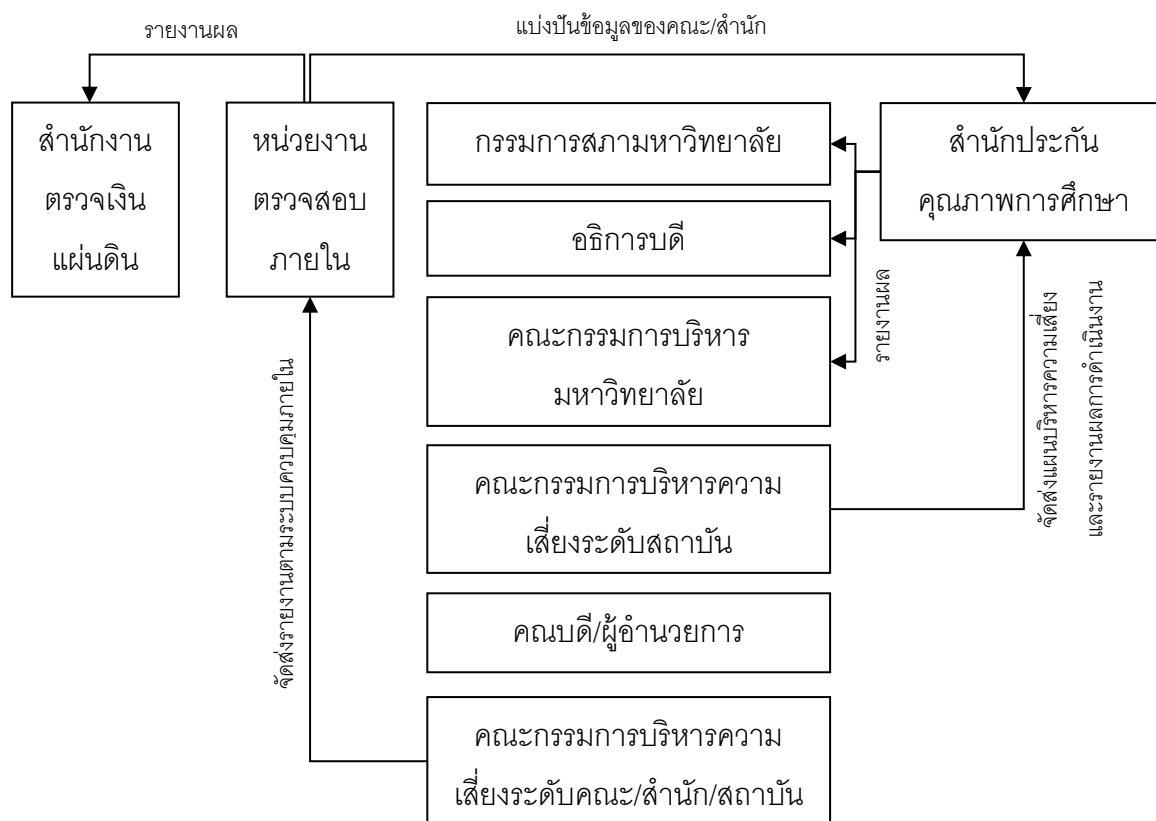 รายงานผล
แบ่งปันข้อมูลของคณะ/สำนัก
สำนักงาน
ตรวจเงิน
แผ่นดิน
หน่วยงาน
ตรวจสอบ
ภายใน
กรรมการสภามหาวิทยาลัย
อธิการบดี
คณะกรรมการบริหาร
มหาวิทยาลัย
คณะกรรมการบริหารความ
เสี่ยงระดับสถาบัน
คณบดี/ผู้อำนวยการ
คณะกรรมการบริหารความ
เสี่ยงระดับคณะ/สำนัก/สถาบัน
สำนักประกัน
คุณภาพการศึกษา
รายงานผล
จัดส่งแผนบริหารความเสี่ยง
และรายงานผลการดำเนินงาน
จัดส่งรายงานตามระบบควบคุมภายใน